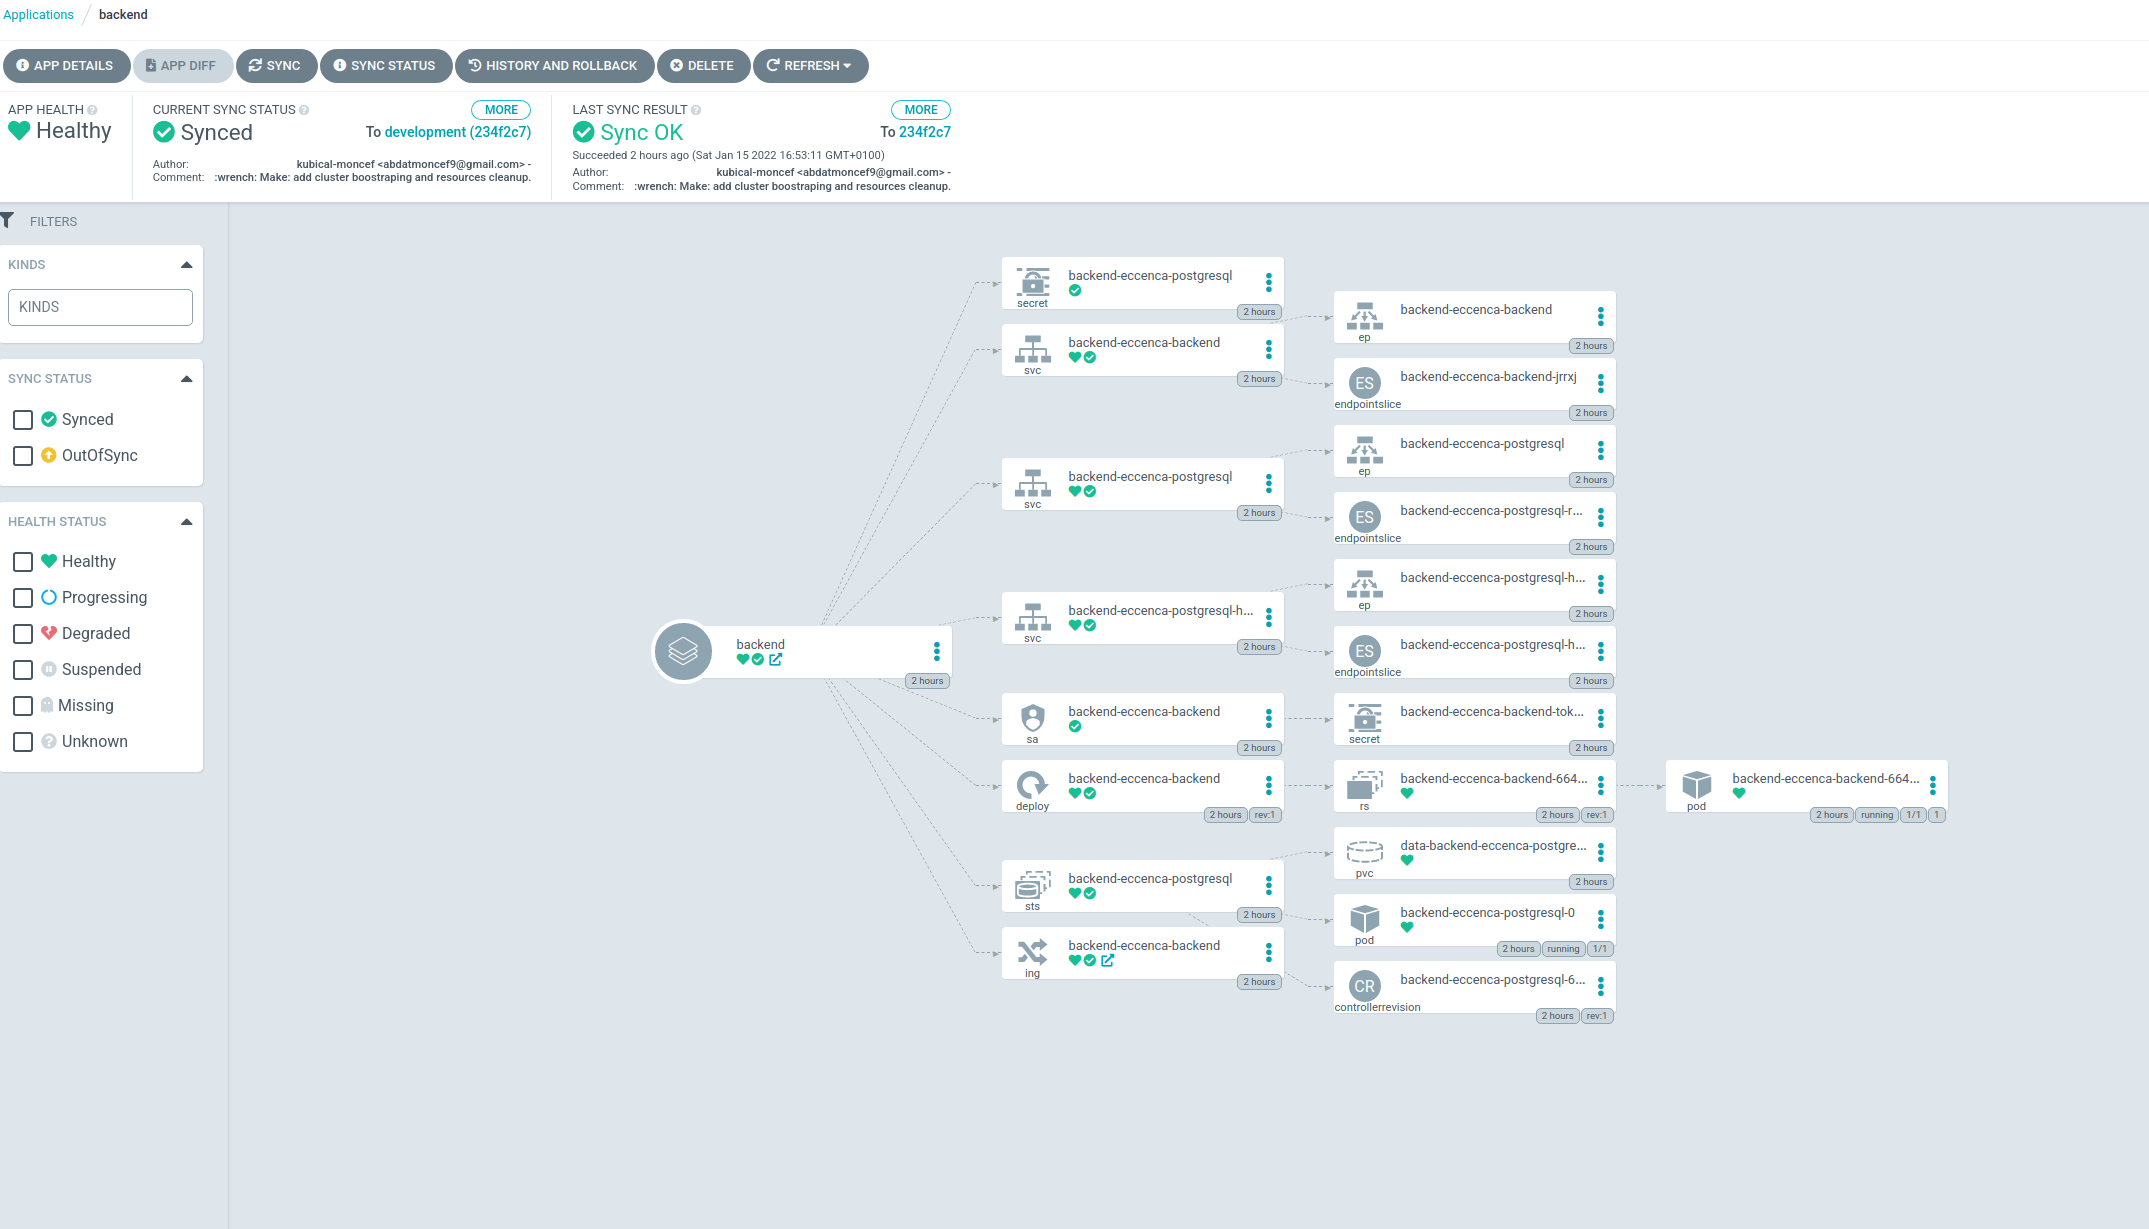 Applications / backend
APP DETAILS
APP DIFF
SYNC
SYNC STATUS
HISTORY AND ROLLBACK
DELETE
REFRESH
APP HEALTH
Healthy
CURRENT SYNC STATUS
MORE
Synced
To development (234f2c7)
Author: kubical-moncef <abdatmoncef9@gmail.com> -
Comment: :wrench: Make: add cluster boostraping and resources cleanup.
LAST SYNC RESULT
MORE
Sync OK
To 234f2c7
Succeeded 2 hours ago (Sat Jan 15 2022 16:53:11 GMT+0100)
Author: kubical-moncef <abdatmoncef9@gmail.com> -
Comment: :wrench: Make: add cluster boostraping and resources cleanup.
FILTERS
KINDS
KINDS
SYNC STATUS
Synced
OutOfSync
HEALTH STATUS
Healthy
Progressing
Degraded
Suspended
Missing
Unknown
backend
2 hours
backend-eccenca-postgresql
secret
2 hours
backend-eccenca-backend
svc
2 hours
backend-eccenca-postgresql
svc
2 hours
backend-eccenca-postgresql-h...
svc
2 hours
backend-eccenca-backend
sa
2 hours
backend-eccenca-backend
deploy
2 hours rev:1
backend-eccenca-postgresql
sts
2 hours
backend-eccenca-backend
ing
2 hours
backend-eccenca-backend
ep
2 hours
backend-eccenca-backend-jrrxj
ES
endpointslice
2 hours
backend-eccenca-postgresql
ep
2 hours
backend-eccenca-postgresql-r...
ES
endpointslice
2 hours
backend-eccenca-postgresql-h...
ep
2 hours
backend-eccenca-postgresql-h...
ES
endpointslice
2 hours
backend-eccenca-backend-tok...
secret
2 hours
backend-eccenca-backend-664...
rs
2 hours rev:1
data-backend-eccenca-postgre...
pvc
2 hours
backend-eccenca-postgresql-0
pod
2 hours running 1/1
backend-eccenca-postgresql-6...
CR
controllerrevision
2 hours rev:1
backend-eccenca-backend-664...
pod
2 hours running 1/1 1